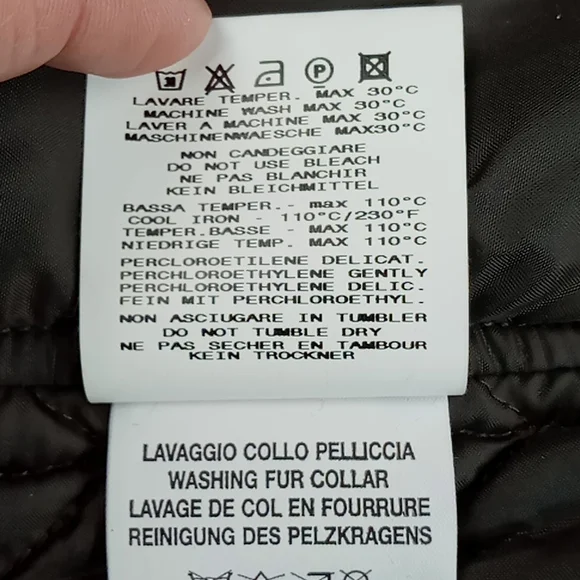 P
LAVARE TEMPER. MAX 30°C
MACHINE WASH MAX 30°C
LAVER A MACHINE MAX 30°C
MASCHINENWAESCHE MAX30°C
NON CANDEGGIARE
DO NOT USE BLEACH
NE PAS BLANCHIR
KEIN BLEICHMITTEL
BASSA TEMPER.- max 110°C
COOL IRON - 110°C/230°F
TEMPER.BASSE - MAX 110°C
NIEDRIGE TEMP. MAX 110°C
PERCLOROETILENE DELICAT.
PERCHLOROETHYLENE GENTLY
PERCHLOROETHYLENE DELIC.
FEIN MIT PERCHLOROETHYL.
NON ASCIUGARE IN TUMBLER
DO NOT TUMBLE DRY
NE PAS SECHER EN TAMBOUR
KEIN TROCKNER
LAVAGGIO COLLO PELLICCIA
WASHING FUR COLLAR
LAVAGE DE COL EN FOURRURE
REINIGUNG DES PELZKRAGENS